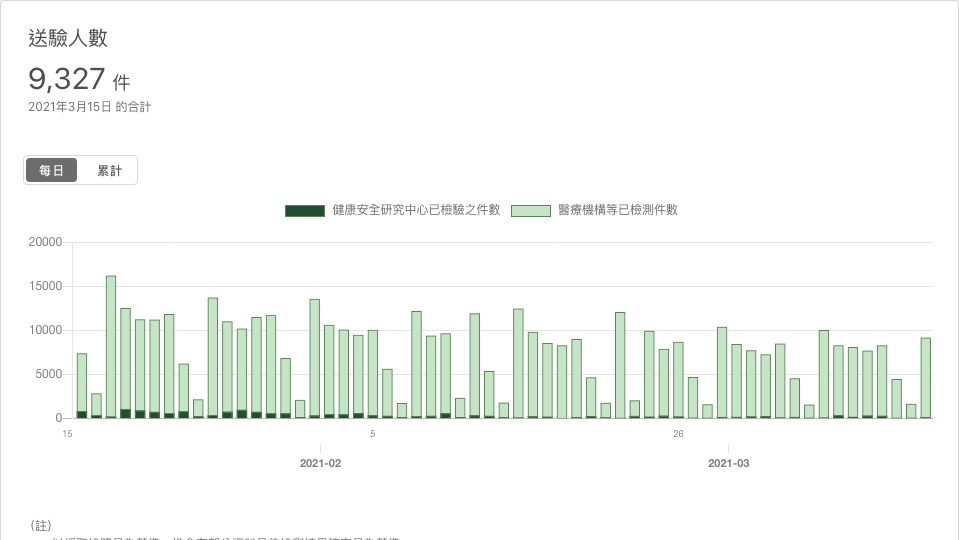 送驗人數
9,327 件
2021年3月15日 的合計
每日 累計
健康安全研究中心已檢驗之件數 醫療機構等已檢測件數
20000
15000
10000
5000
0
15 5 26
2021-02 2021-03
(註)